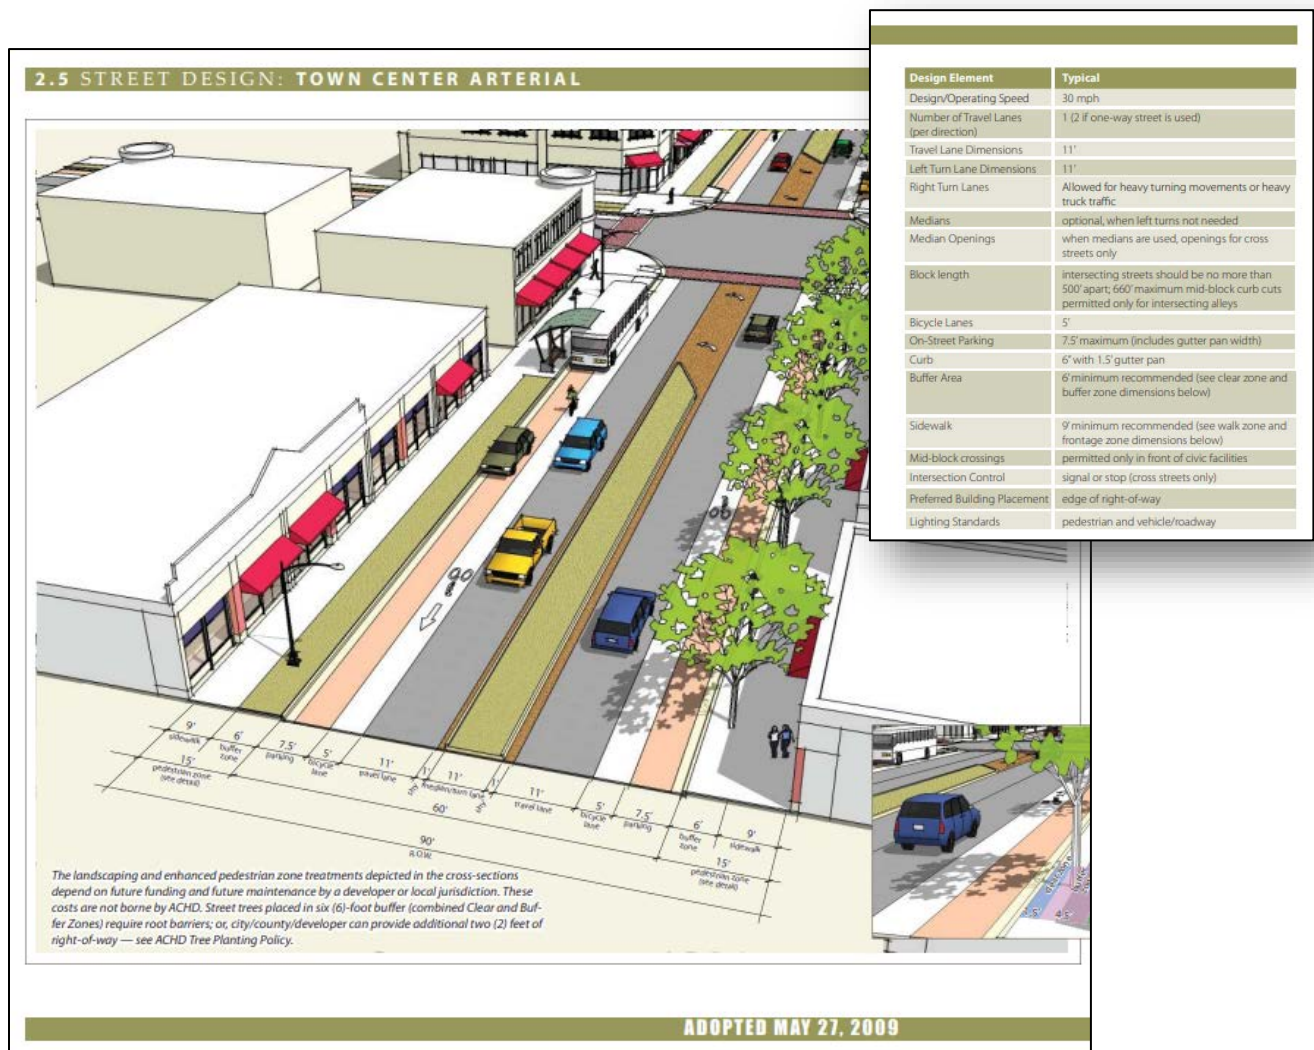 2.5 STREET DESIGN: TOWN CENTER ARTERIAL
9' 6' 7.5' 5' 11' 1' 11' 1' 11' 5' 7.5' 6' 9'
sidewalk buffer zone parking bicycle lane travel lane shy median/turn lane shy travel lane bicycle lane parking buffer zone sidewalk
15' 60' 15'
pedestrian zone (see detail) pedestrian zone (see detail)
90'
R.O.W.
The landscaping and enhanced pedestrian zone treatments depicted in the cross-sections
depend on future funding and future maintenance by a developer or local jurisdiction. These
costs are not borne by ACHD. Street trees placed in six (6)-foot buffer (combined Clear and Buf-
fer Zones) require root barriers; or, city/county/developer can provide additional two (2) feet of
right-of-way — see ACHD Tree Planting Policy.
clear zone
1.5' 4.5'
ADOPTED MAY 27, 2009
Design Element Typical
Design/Operating Speed 30 mph
Number of Travel Lanes 1 (2 if one-way street is used)
(per direction)
Travel Lane Dimensions 11'
Left Turn Lane Dimensions 11'
Right Turn Lanes Allowed for heavy turning movements or heavy
truck traffic
Medians optional, when left turns not needed
Median Openings when medians are used, openings for cross
streets only
Block length intersecting streets should be no more than
500' apart; 660' maximum mid-block curb cuts
permitted only for intersecting alleys
Bicycle Lanes 5'
On-Street Parking 7.5' maximum (includes gutter pan width)
Curb 6" with 1.5' gutter pan
Buffer Area 6' minimum recommended (see clear zone and
buffer zone dimensions below)
Sidewalk 9' minimum recommended (see walk zone and
frontage zone dimensions below)
Mid-block crossings permitted only in front of civic facilities
Intersection Control signal or stop (cross streets only)
Preferred Building Placement edge of right-of-way
Lighting Standards pedestrian and vehicle/roadway